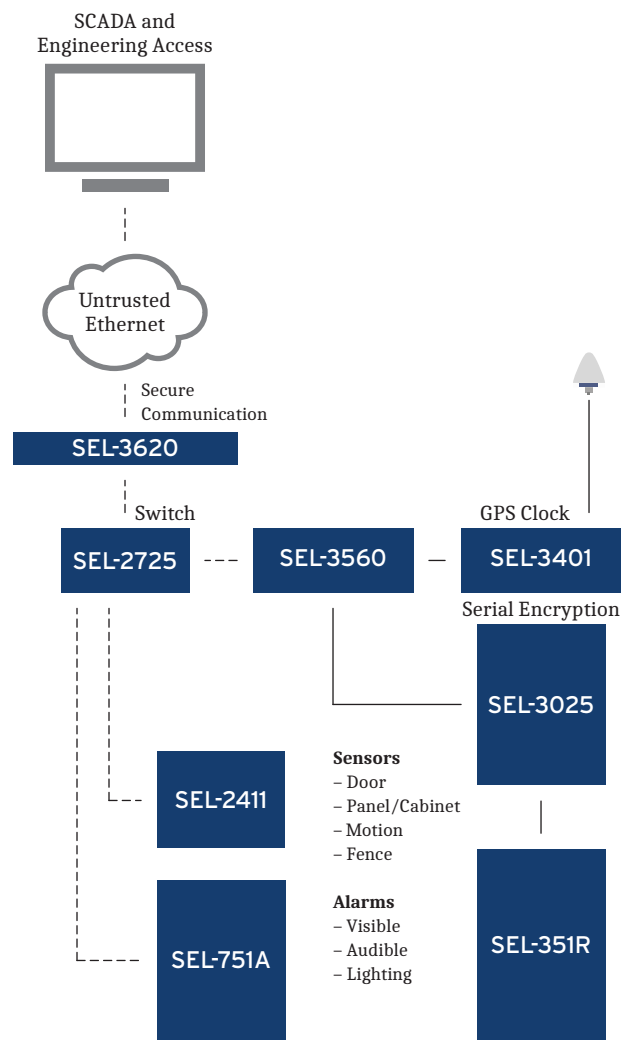 SCADA and
Engineering Access
Untrusted
Ethernet
Secure
Communication
SEL-3620
Switch
GPS Clock
SEL-2725
SEL-3560
SEL-3401
Serial Encryption
SEL-3025
SEL-2411
Sensors
– Door
– Panel/Cabinet
– Motion
– Fence
SEL-751A
Alarms
– Visible
– Audible
– Lighting
SEL-351R